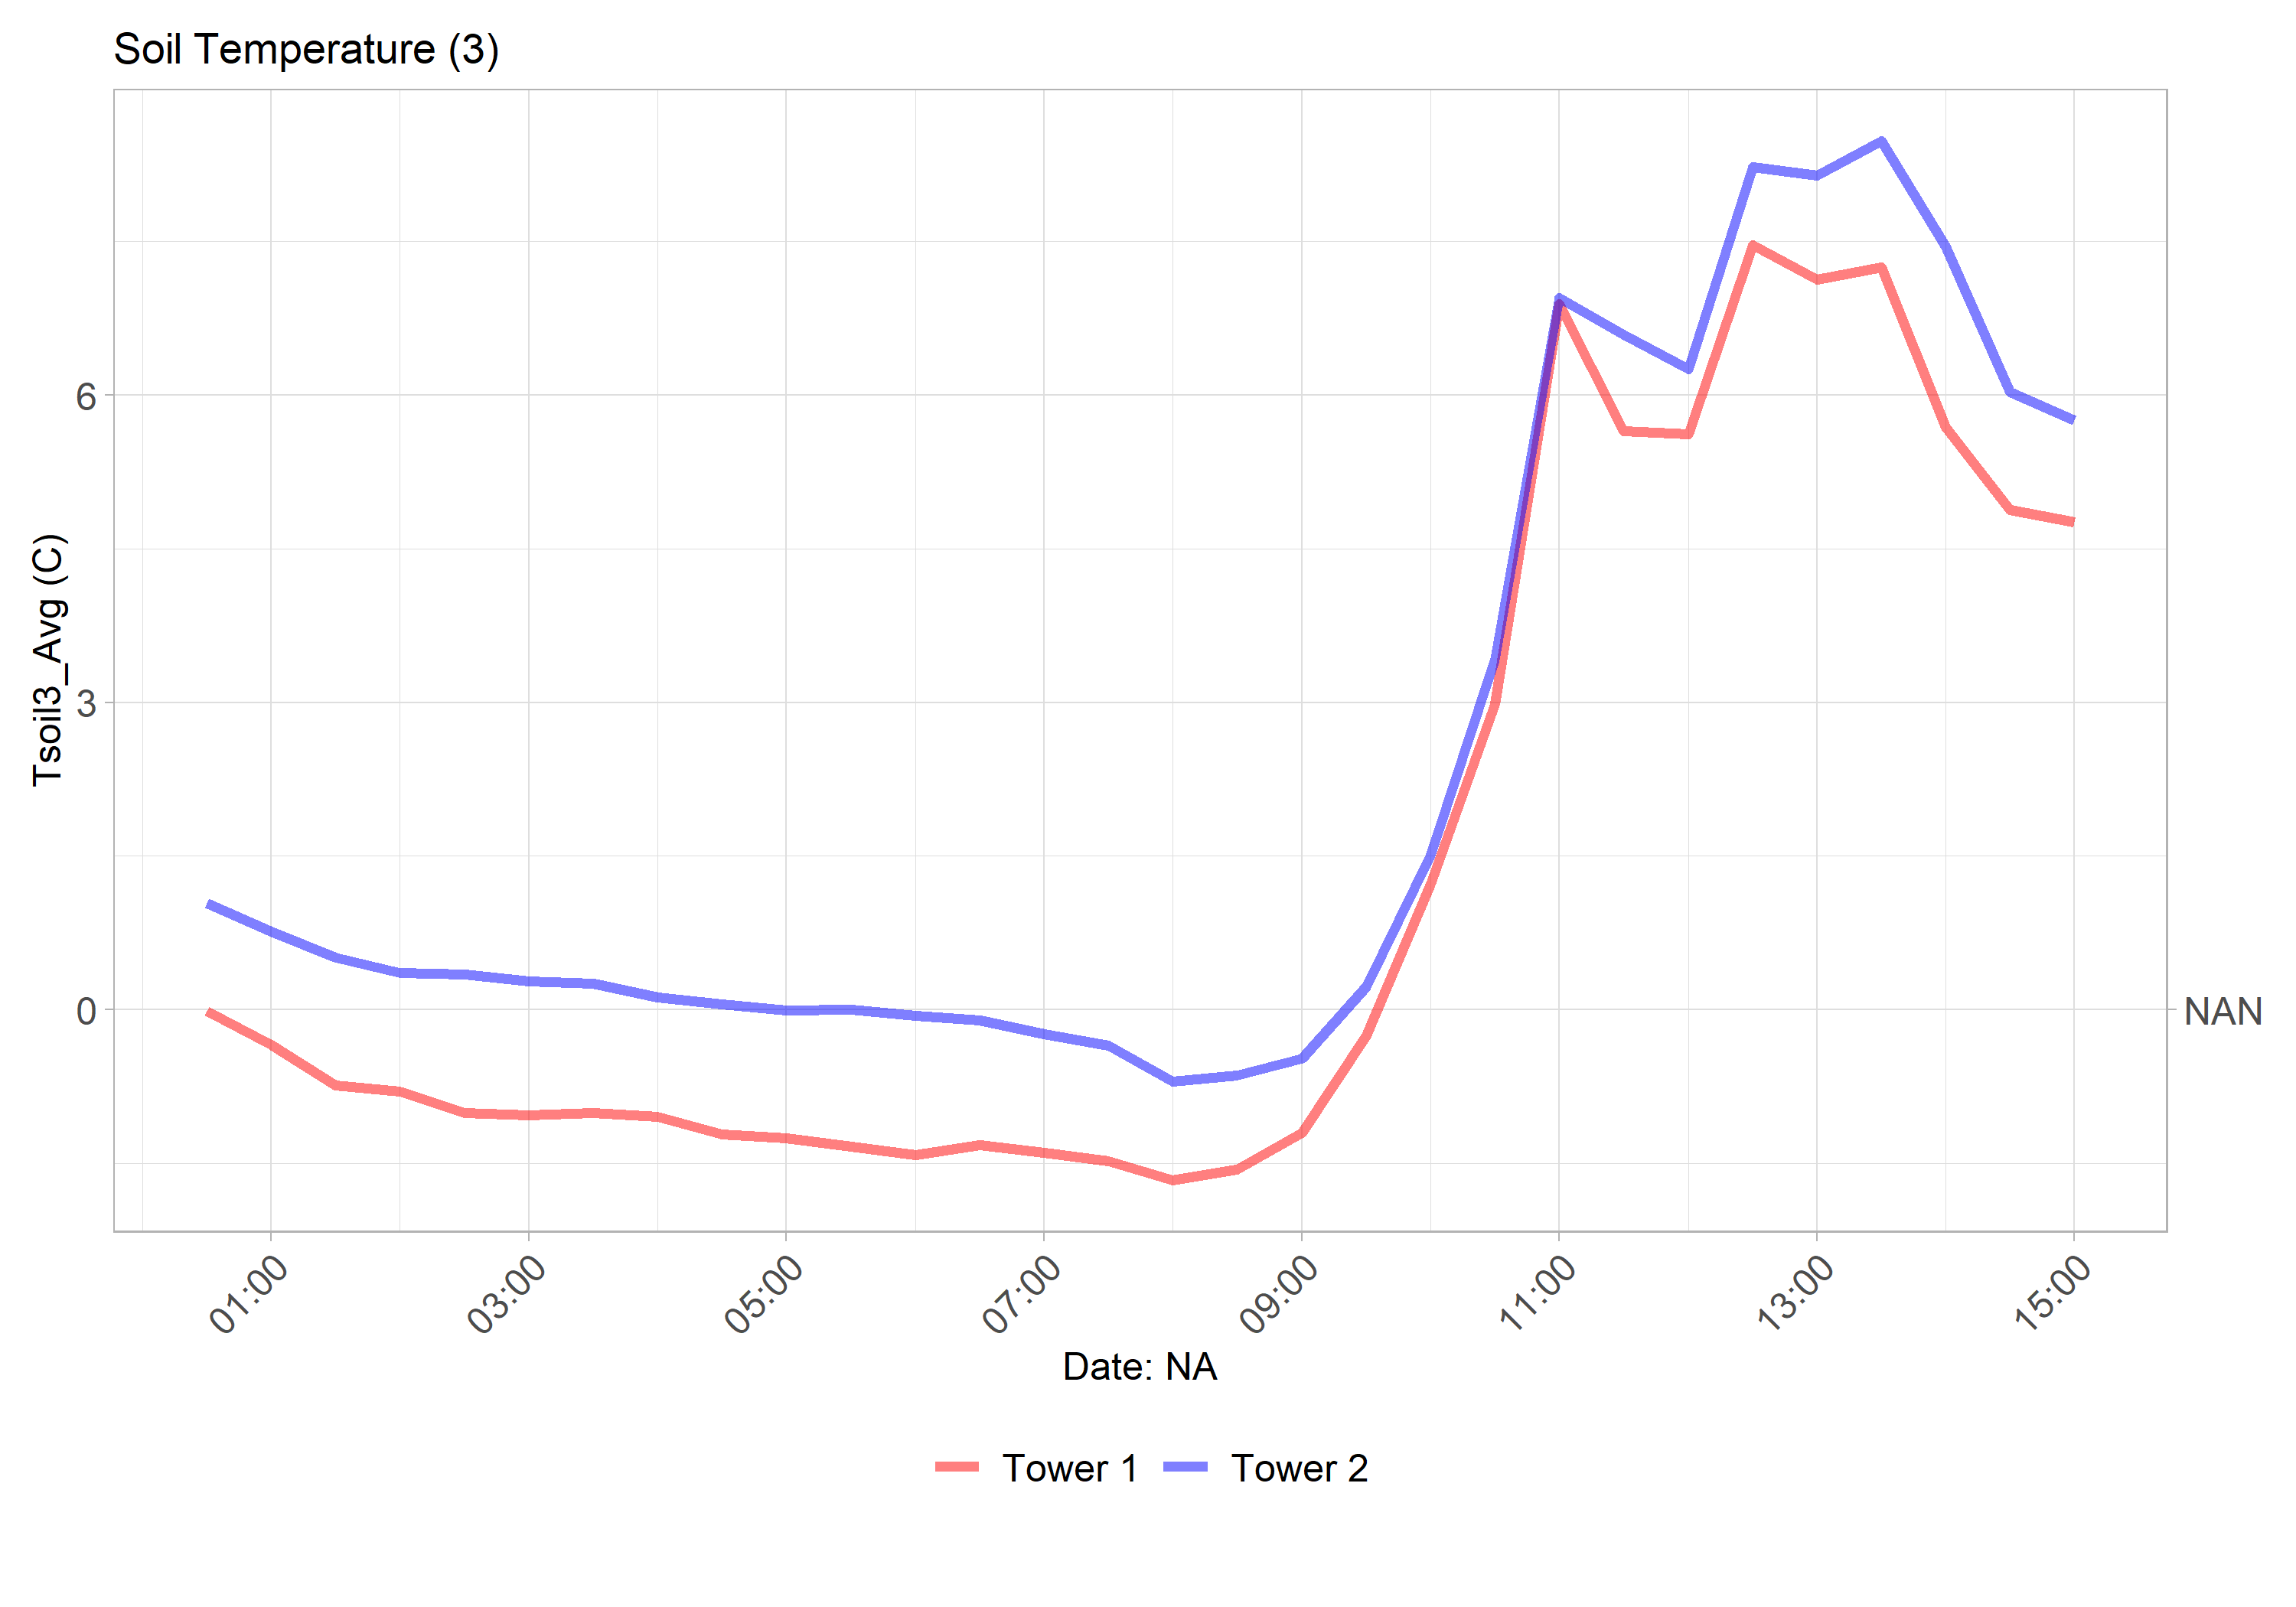 Soil Temperature (3)
Tsoil3_Avg (C)
6
3
0
NAN
01:00
03:00
05:00
07:00
09:00
11:00
13:00
15:00
Date: NA
Tower 1
Tower 2